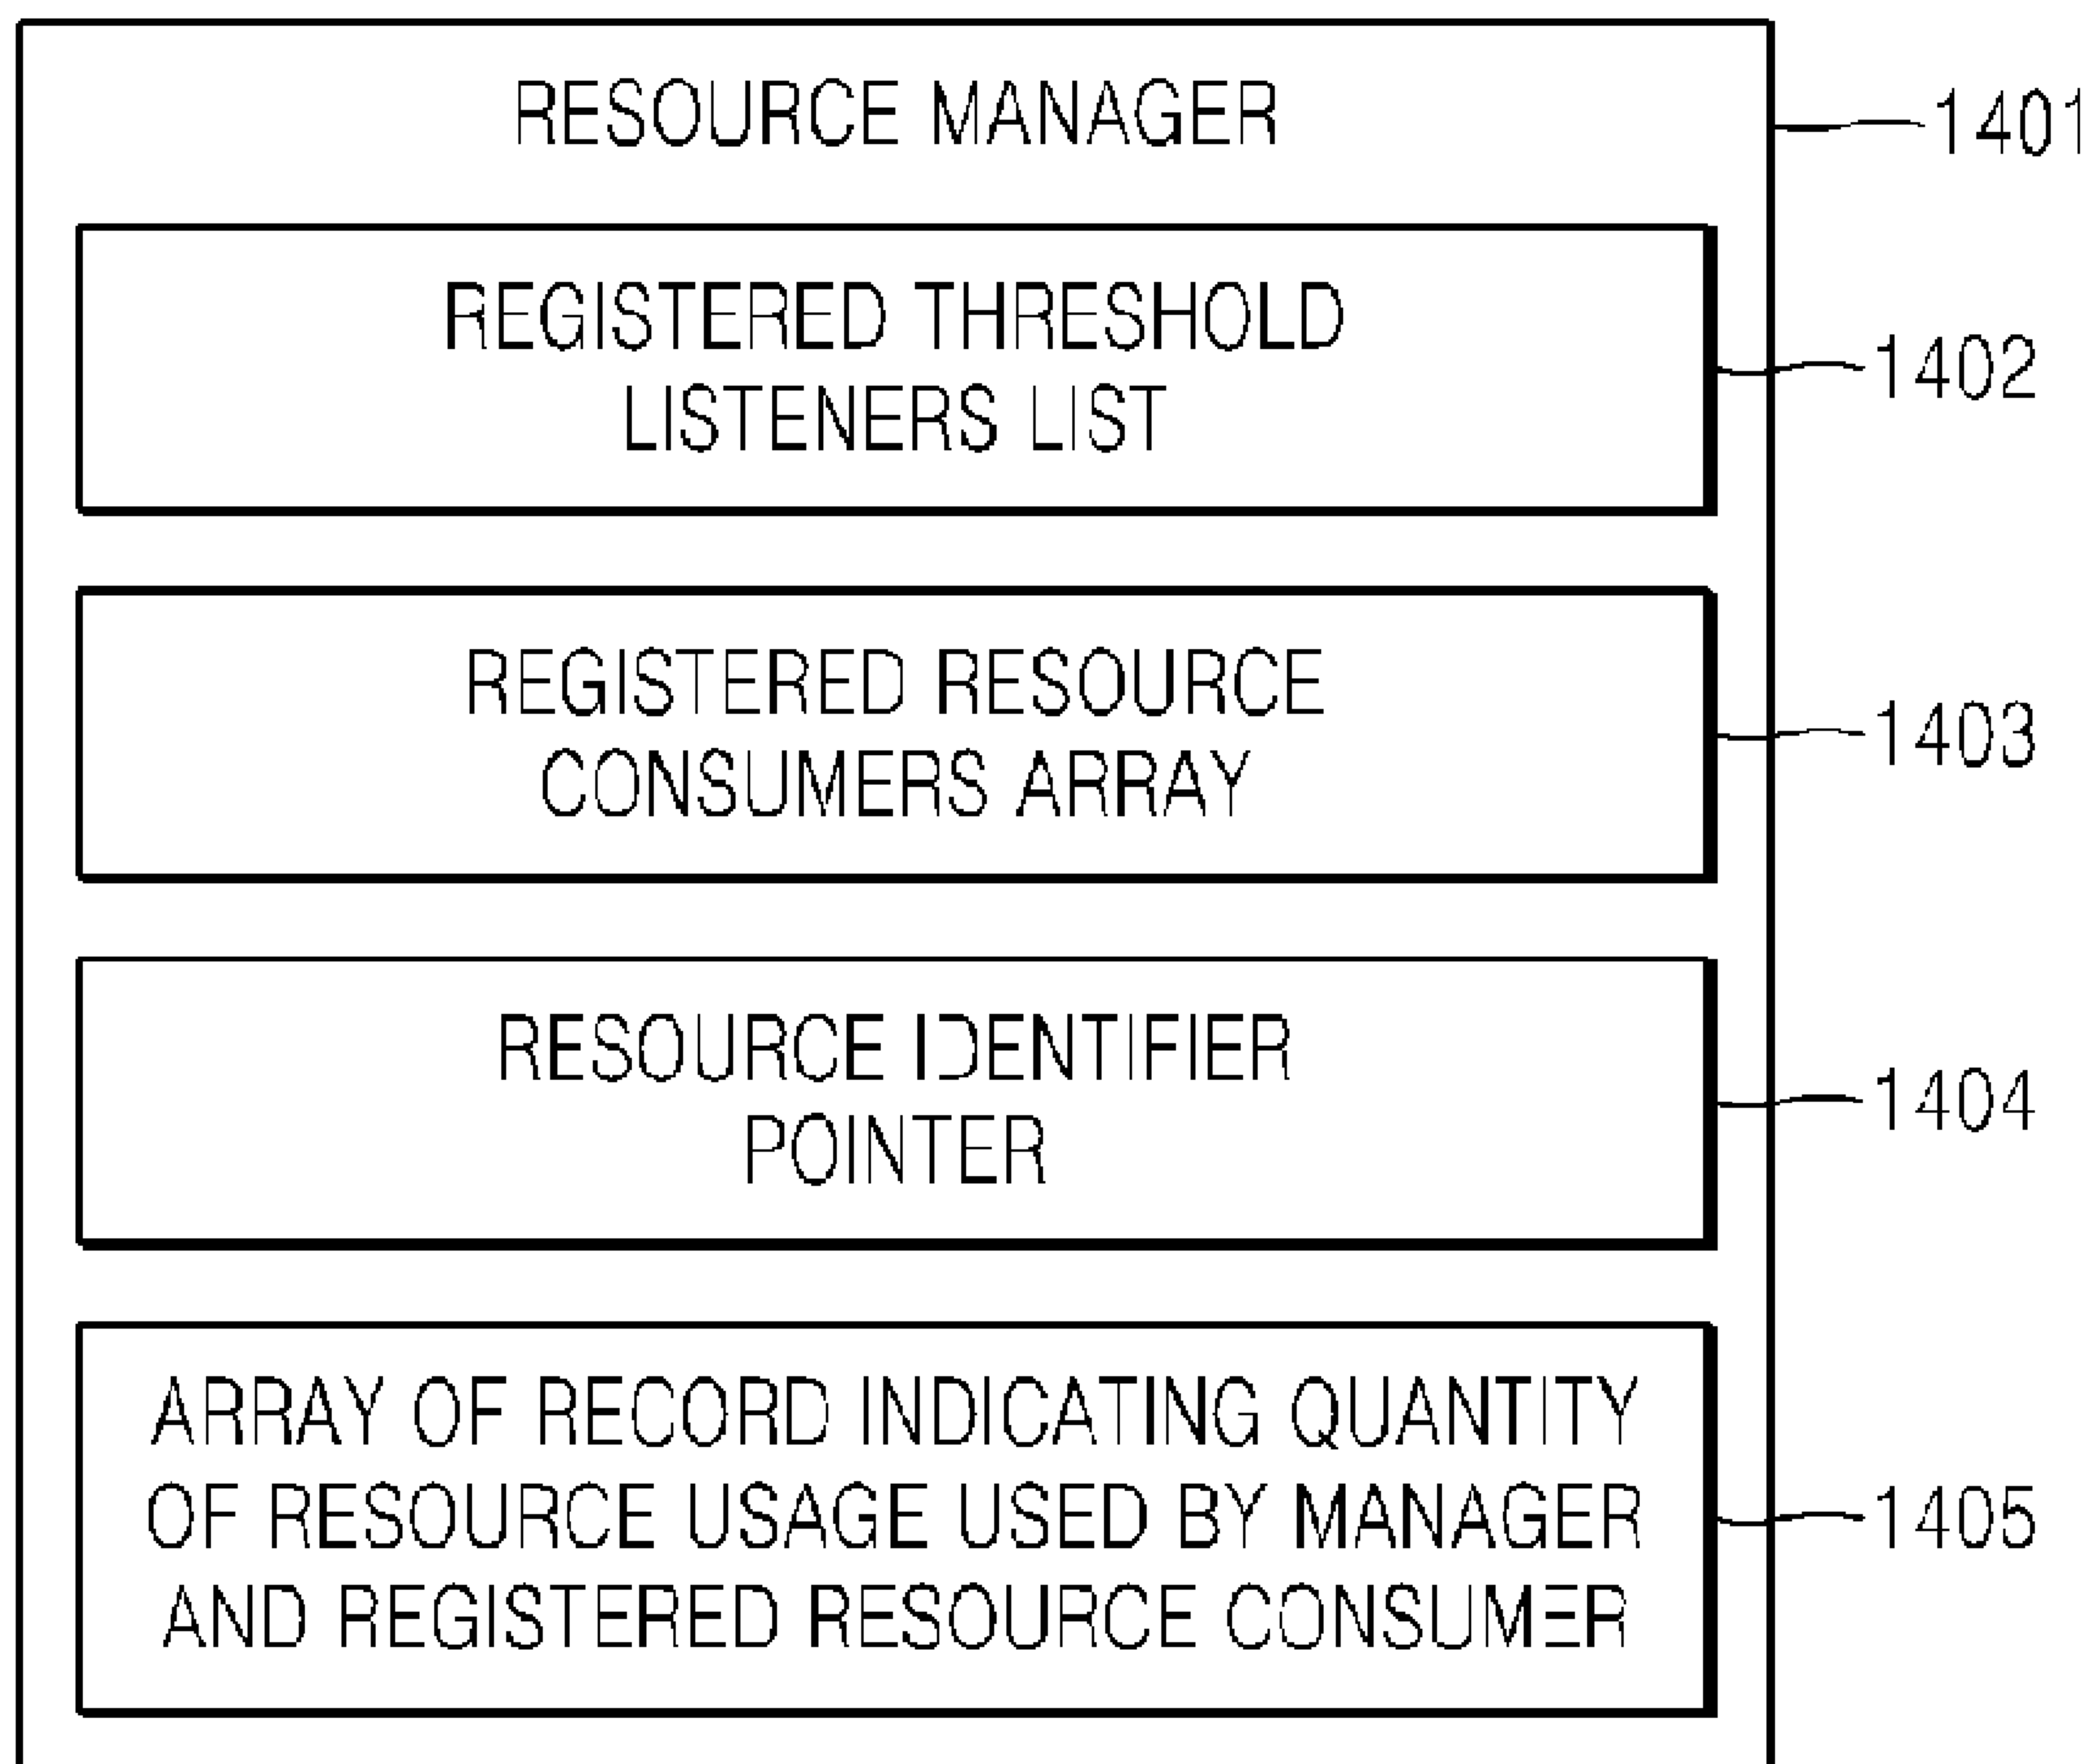 RESOURCE MANAGER
1401
REGISTERED THRESHOLD
LISTENERS LIST
1402
REGISTERED RESOURCE
CONSUMERS ARRAY
1403
RESOURCE IDENTIFIER
POINTER
1404
ARRAY OF RECORD INDICATING QUANTITY
OF RESOURCE USAGE USED BY MANAGER
AND REGISTERED RESOURCE CONSUMER
1405